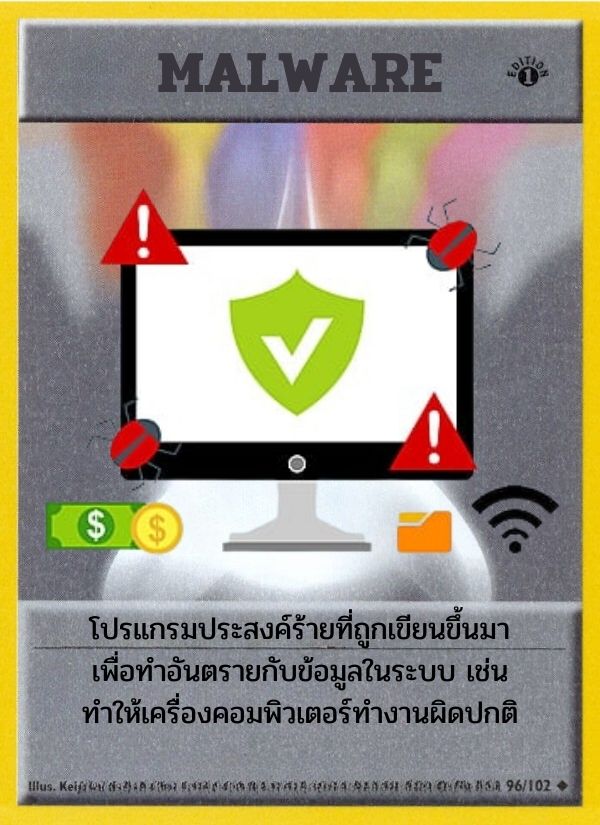 MALWARE
EDITION
1
$ $
โปรแกรมประสงค์ร้ายที่ถูกเขียนขึ้นมา
เพื่อทำอันตรายกับข้อมูลในระบบ เช่น
ทำให้เครื่องคอมพิวเตอร์ทำงานผิดปกติ
Illus. 96/102